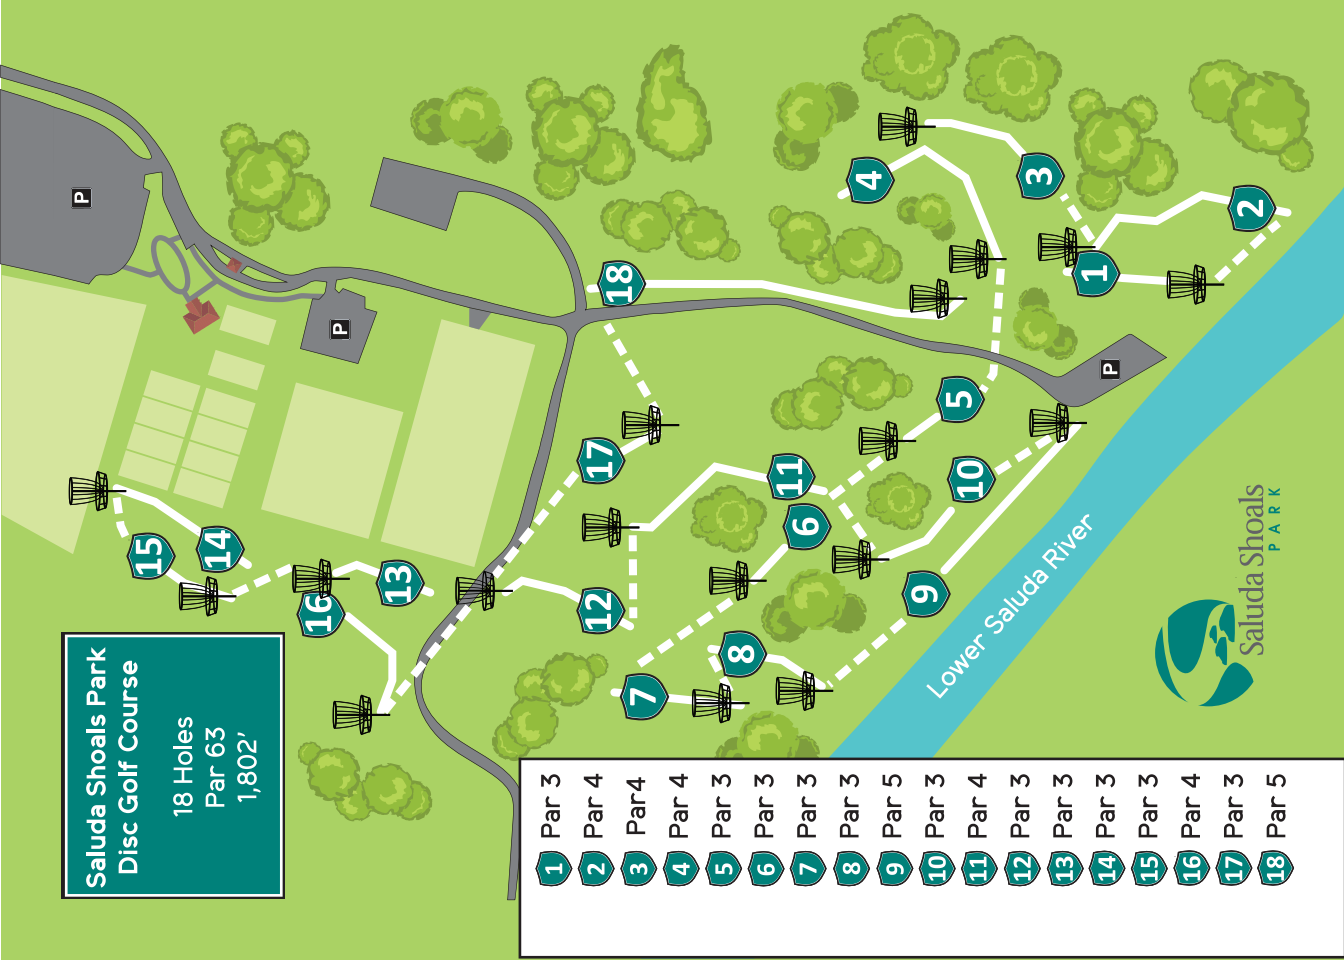 Saluda Shoals Park
Disc Golf Course
18 Holes
Par 63
1,802’
1 Par 3
2 Par 4
3 Par4
4 Par 4
5 Par 3
6 Par 3
7 Par 3
8 Par 3
9 Par 5
10 Par 3
11 Par 4
12 Par 3
13 Par 3
14 Par 3
15 Par 3
16 Par 4
17 Par 3
18 Par 5
P
15
14
16
13
P
18
17
12
7
8
11
6
4
5
9
10
3
1
P
2
Lower Saluda River
Saluda Shoals
PARK